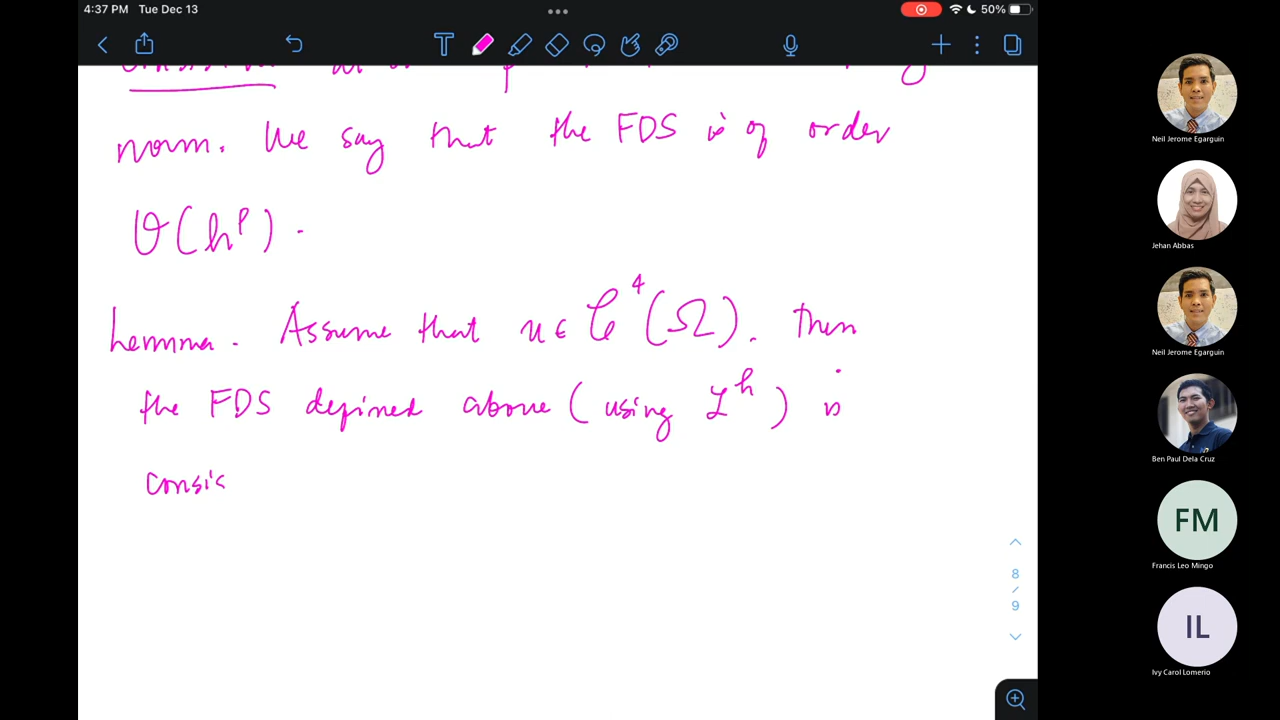 4:37 PM Tue Dec 13
50%
norm. We say that the FDS is of order
O(h^p).
Lemma. Assume that u ∈ C^4(Ω). Then
the FDS defined above (using L^h) is
consis
8
/
9
Neil Jerome Egarguin
Jehan Abbas
Neil Jerome Egarguin
Ben Paul Dela Cruz
FM
Francis Leo Mingo
IL
Ivy Carol Lomerio